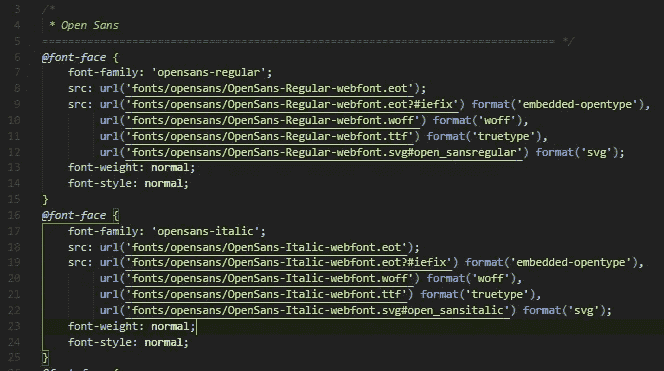 3 /*
4 * Open Sans
5 ============================================================================= */
6 @font-face {
7 font-family: 'opensans-regular';
8 src: url('fonts/opensans/OpenSans-Regular-webfont.eot');
9 src: url('fonts/opensans/OpenSans-Regular-webfont.eot?#iefix') format('embedded-opentype'),
10 url('fonts/opensans/OpenSans-Regular-webfont.woff') format('woff'),
11 url('fonts/opensans/OpenSans-Regular-webfont.ttf') format('truetype'),
12 url('fonts/opensans/OpenSans-Regular-webfont.svg#open_sansregular') format('svg');
13 font-weight: normal;
14 font-style: normal;
15 }
16 @font-face {
17 font-family: 'opensans-italic';
18 src: url('fonts/opensans/OpenSans-Italic-webfont.eot');
19 src: url('fonts/opensans/OpenSans-Italic-webfont.eot?#iefix') format('embedded-opentype'),
20 url('fonts/opensans/OpenSans-Italic-webfont.woff') format('woff'),
21 url('fonts/opensans/OpenSans-Italic-webfont.ttf') format('truetype'),
22 url('fonts/opensans/OpenSans-Italic-webfont.svg#open_sansitalic') format('svg');
23 font-weight: normal;
24 font-style: normal;
25 }